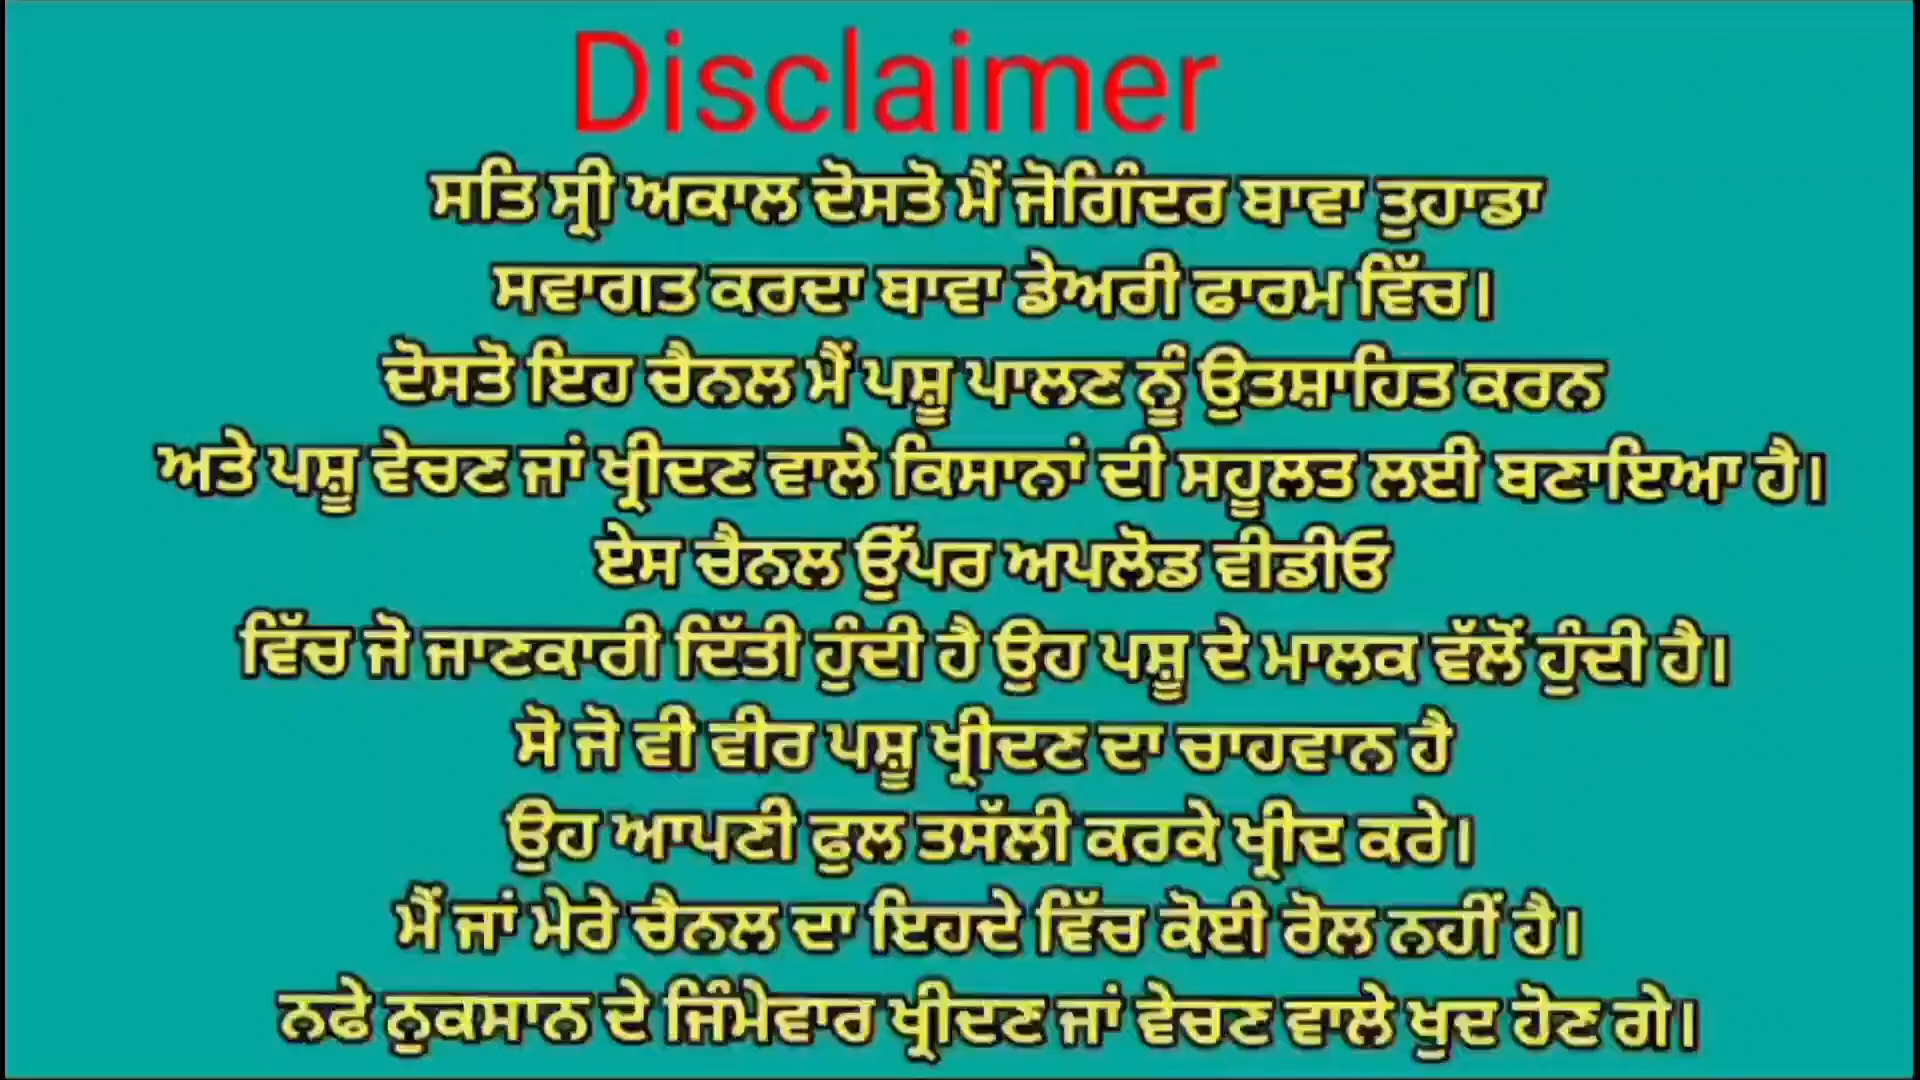 Disclaimer
ਸਤਿ ਸ੍ਰੀ ਅਕਾਲ ਦੋਸਤੋ ਮੈਂ ਜੋਗਿੰਦਰ ਬਾਵਾ ਤੁਹਾਡਾ
ਸਵਾਗਤ ਕਰਦਾ ਬਾਵਾ ਡੇਅਰੀ ਫਾਰਮ ਵਿੱਚ।
ਦੋਸਤੋ ਇਹ ਚੈਨਲ ਮੈਂ ਪਸ਼ੂ ਪਾਲਣ ਨੂੰ ਉਤਸ਼ਾਹਿਤ ਕਰਨ
ਅਤੇ ਪਸ਼ੂ ਵੇਚਣ ਜਾਂ ਖ੍ਰੀਦਣ ਵਾਲੇ ਕਿਸਾਨਾਂ ਦੀ ਸਹੂਲਤ ਲਈ ਬਣਾਇਆ ਹੈ।
ਏਸ ਚੈਨਲ ਉੱਪਰ ਅਪਲੋਡ ਵੀਡੀਓ
ਵਿੱਚ ਜੋ ਜਾਣਕਾਰੀ ਦਿੱਤੀ ਹੁੰਦੀ ਹੈ ਉਹ ਪਸ਼ੂ ਦੇ ਮਾਲਕ ਵੱਲੋਂ ਹੁੰਦੀ ਹੈ।
ਸੋ ਜੋ ਵੀ ਵੀਰ ਪਸ਼ੂ ਖ੍ਰੀਦਣ ਦਾ ਚਾਹਵਾਨ ਹੈ
ਉਹ ਆਪਣੀ ਫੁਲ ਤਸੱਲੀ ਕਰਕੇ ਖ੍ਰੀਦ ਕਰੇ।
ਮੈਂ ਜਾਂ ਮੇਰੇ ਚੈਨਲ ਦਾ ਇਹਦੇ ਵਿੱਚ ਕੋਈ ਰੋਲ ਨਹੀਂ ਹੈ।
ਨਫੇ ਨੁਕਸਾਨ ਦੇ ਜਿੰਮੇਵਾਰ ਖ੍ਰੀਦਣ ਜਾਂ ਵੇਚਣ ਵਾਲੇ ਖੁਦ ਹੋਣ ਗੇ।